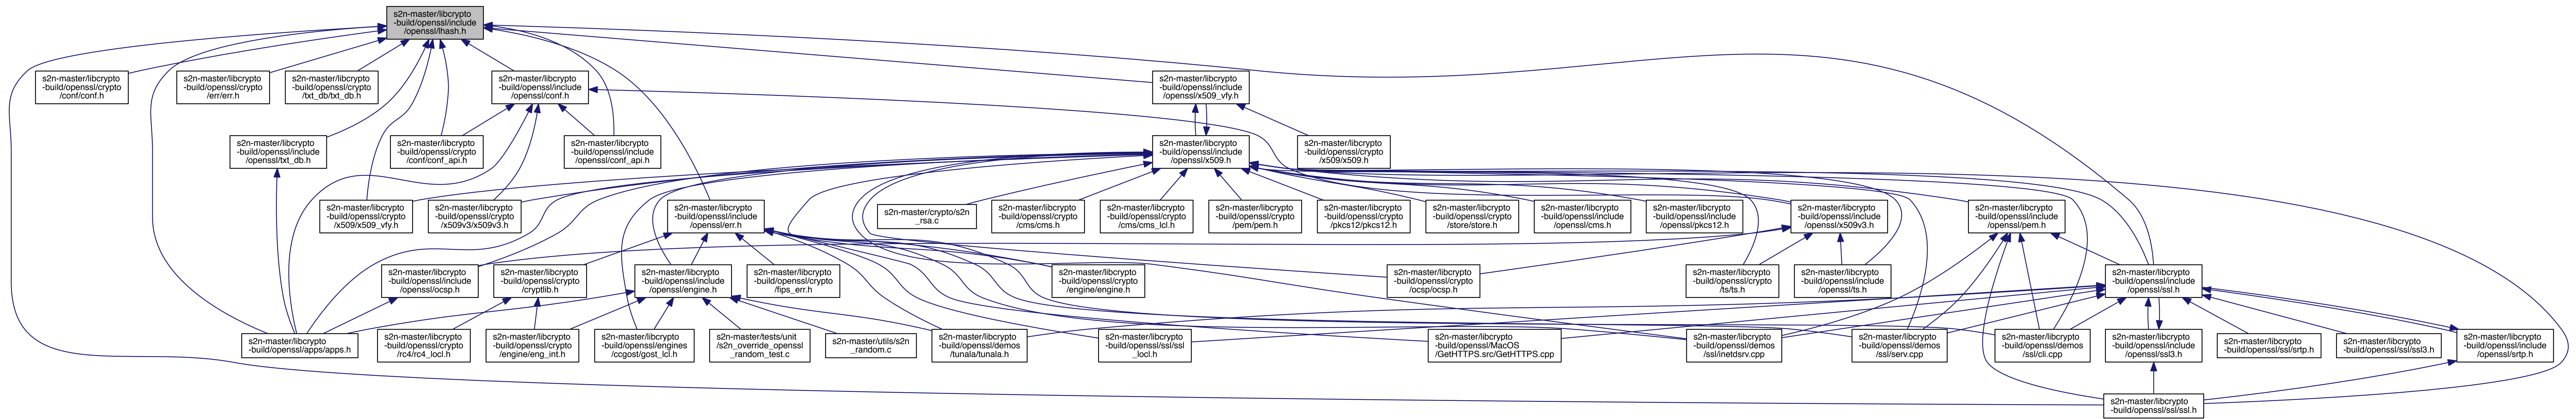 s2n-master/libcrypto
-build/openssl/include
/openssl/lhash.h
s2n-master/libcrypto
-build/openssl/crypto
/conf/conf.h
s2n-master/libcrypto
-build/openssl/crypto
/err/err.h
s2n-master/libcrypto
-build/openssl/crypto
/txt_db/txt_db.h
s2n-master/libcrypto
-build/openssl/include
/openssl/conf.h
s2n-master/libcrypto
-build/openssl/include
/openssl/x509_vfy.h
s2n-master/libcrypto
-build/openssl/include
/openssl/txt_db.h
s2n-master/libcrypto
-build/openssl/crypto
/conf/conf_api.h
s2n-master/libcrypto
-build/openssl/include
/openssl/conf_api.h
s2n-master/libcrypto
-build/openssl/include
/openssl/x509.h
s2n-master/libcrypto
-build/openssl/crypto
/x509/x509.h
s2n-master/libcrypto
-build/openssl/crypto
/x509/x509_vfy.h
s2n-master/libcrypto
-build/openssl/crypto
/x509v3/x509v3.h
s2n-master/libcrypto
-build/openssl/include
/openssl/err.h
s2n-master/crypto/s2n
_rsa.c
s2n-master/libcrypto
-build/openssl/crypto
/cms/cms.h
s2n-master/libcrypto
-build/openssl/crypto
/cms/cms_lcl.h
s2n-master/libcrypto
-build/openssl/crypto
/pem/pem.h
s2n-master/libcrypto
-build/openssl/crypto
/pkcs12/pkcs12.h
s2n-master/libcrypto
-build/openssl/crypto
/store/store.h
s2n-master/libcrypto
-build/openssl/include
/openssl/cms.h
s2n-master/libcrypto
-build/openssl/include
/openssl/pkcs12.h
s2n-master/libcrypto
-build/openssl/include
/openssl/x509v3.h
s2n-master/libcrypto
-build/openssl/include
/openssl/pem.h
s2n-master/libcrypto
-build/openssl/include
/openssl/ocsp.h
s2n-master/libcrypto
-build/openssl/crypto
/cryptlib.h
s2n-master/libcrypto
-build/openssl/include
/openssl/engine.h
s2n-master/libcrypto
-build/openssl/crypto
/fips_err.h
s2n-master/libcrypto
-build/openssl/crypto
/engine/engine.h
s2n-master/libcrypto
-build/openssl/crypto
/ocsp/ocsp.h
s2n-master/libcrypto
-build/openssl/crypto
/ts/ts.h
s2n-master/libcrypto
-build/openssl/include
/openssl/ts.h
s2n-master/libcrypto
-build/openssl/include
/openssl/ssl.h
s2n-master/libcrypto
-build/openssl/apps/apps.h
s2n-master/libcrypto
-build/openssl/crypto
/rc4/rc4_locl.h
s2n-master/libcrypto
-build/openssl/crypto
/engine/eng_int.h
s2n-master/libcrypto
-build/openssl/engines
/ccgost/gost_lcl.h
s2n-master/tests/unit
/s2n_override_openssl
_random_test.c
s2n-master/utils/s2n
_random.c
s2n-master/libcrypto
-build/openssl/demos
/tunala/tunala.h
s2n-master/libcrypto
-build/openssl/ssl/ssl
_locl.h
s2n-master/libcrypto
-build/openssl/MacOS
/GetHTTPS.src/GetHTTPS.cpp
s2n-master/libcrypto
-build/openssl/demos
/ssl/inetdsrv.cpp
s2n-master/libcrypto
-build/openssl/demos
/ssl/serv.cpp
s2n-master/libcrypto
-build/openssl/demos
/ssl/cli.cpp
s2n-master/libcrypto
-build/openssl/include
/openssl/ssl3.h
s2n-master/libcrypto
-build/openssl/ssl/srtp.h
s2n-master/libcrypto
-build/openssl/ssl/ssl3.h
s2n-master/libcrypto
-build/openssl/include
/openssl/srtp.h
s2n-master/libcrypto
-build/openssl/ssl/ssl.h